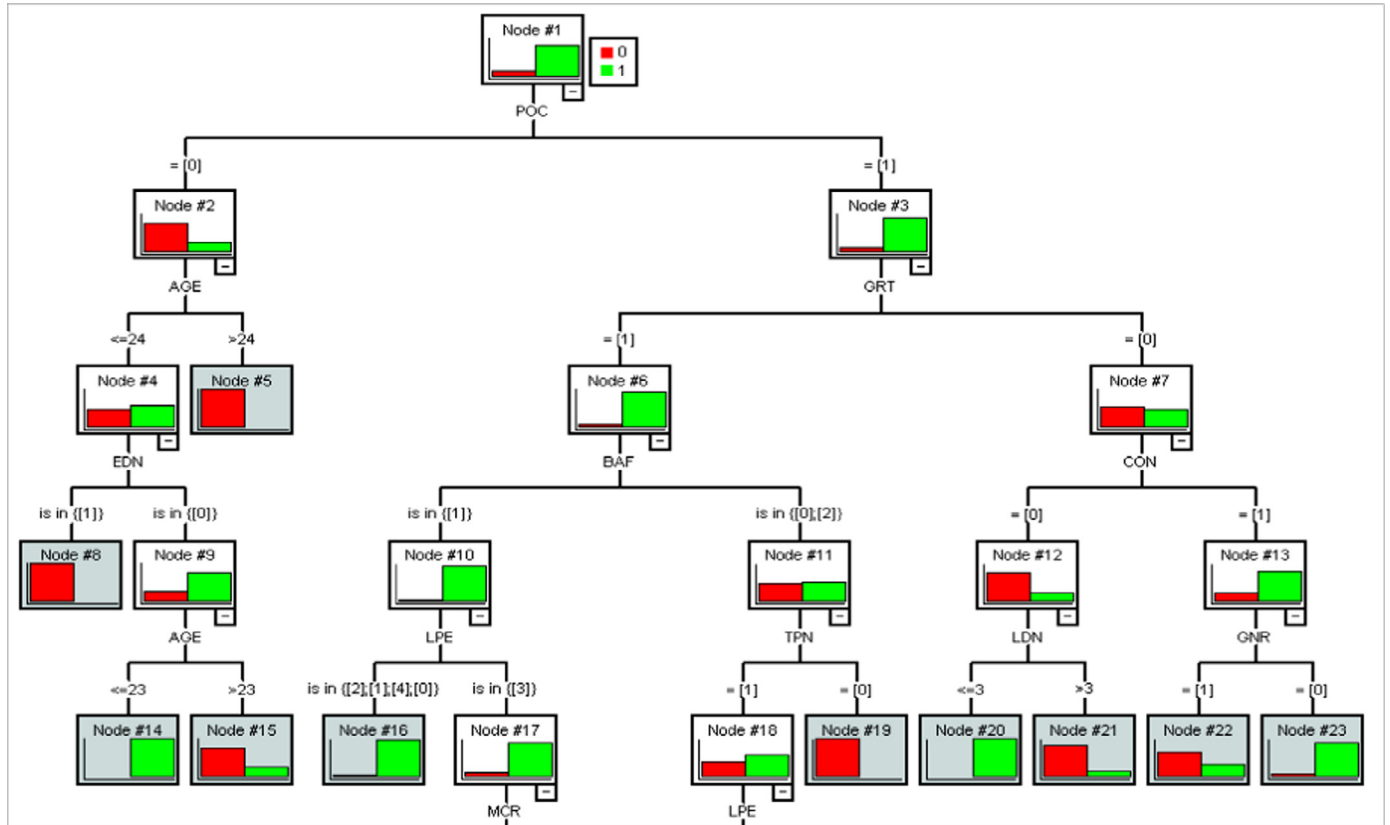 Node #1
0
1
POC
= [0]
= [1]
Node #2
Node #3
AGE
GRT
<=24
>24
= [1]
= [0]
Node #4
Node #5
Node #6
Node #7
EDN
BAF
CON
is in {[1]}
is in {[0]}
is in {[1]}
is in {[0];[2]}
= [0]
= [1]
Node #8
Node #9
Node #10
Node #11
Node #12
Node #13
AGE
LPE
TPN
LDN
GNR
<=23
>23
is in {[2];[1];[4];[0]}
is in {[3]}
= [1]
= [0]
<=3
>3
= [1]
= [0]
Node #14
Node #15
Node #16
Node #17
Node #18
Node #19
Node #20
Node #21
Node #22
Node #23
MCR
LPE